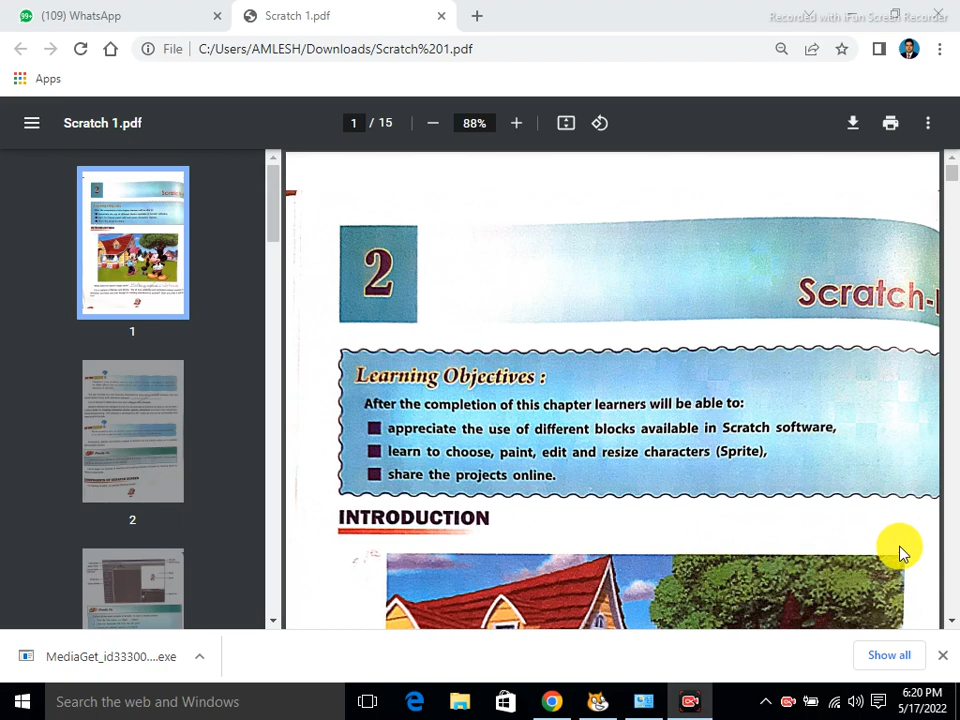 (109) WhatsApp
Scratch 1.pdf
Recorded with iFun Screen Recorder
File
C:/Users/AMLESH/Downloads/Scratch%201.pdf
Apps
Scratch 1.pdf
1 / 15
88%
2
Scratch-
Learning Objectives :
After the completion of this chapter learners will be able to:
appreciate the use of different blocks available in Scratch software,
learn to choose, paint, edit and resize characters (Sprite),
share the projects online.
INTRODUCTION
1
2
MediaGet_id33300....exe
Show all
Search the web and Windows
6:20 PM
5/17/2022